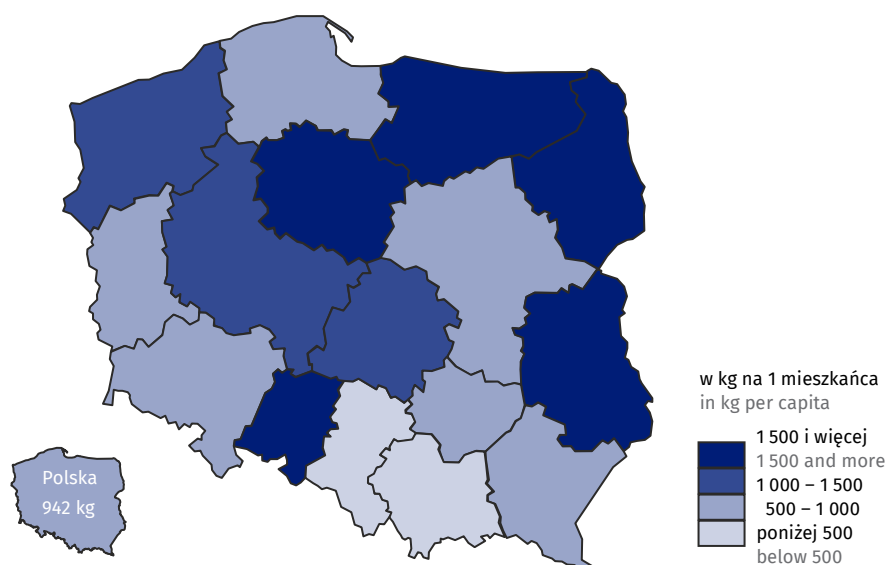 Polska
942 kg
w kg na 1 mieszkańca
in kg per capita
1 500 i więcej
1 500 and more
1 000 – 1 500
500 – 1 000
poniżej 500
below 500